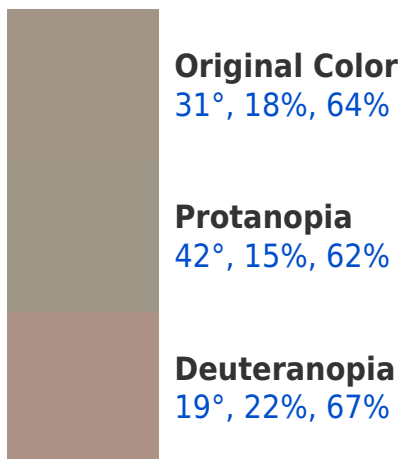 Original Color
31°, 18%, 64%
Protanopia
42°, 15%, 62%
Deuteranopia
19°, 22%, 67%